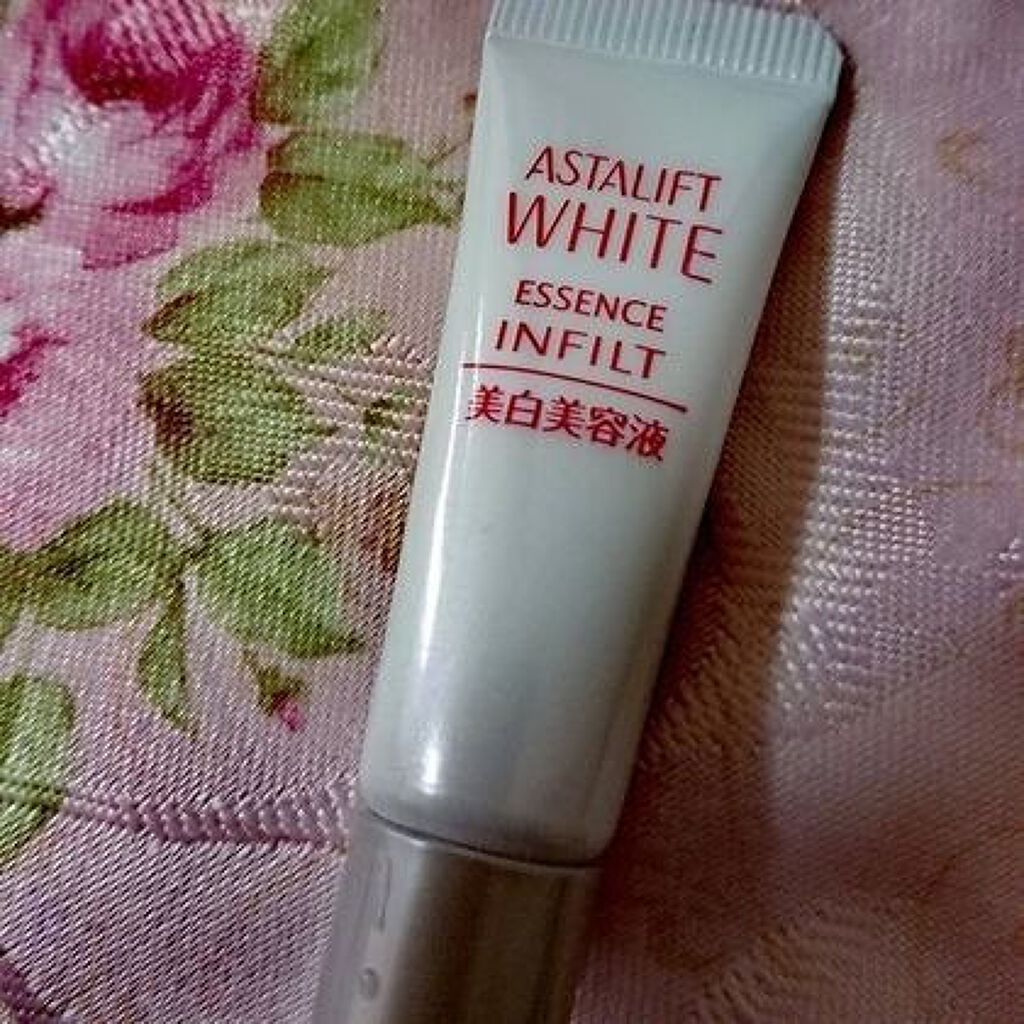 ASTALIFT
WHITE
ESSENCE
INFILT
美白美容液